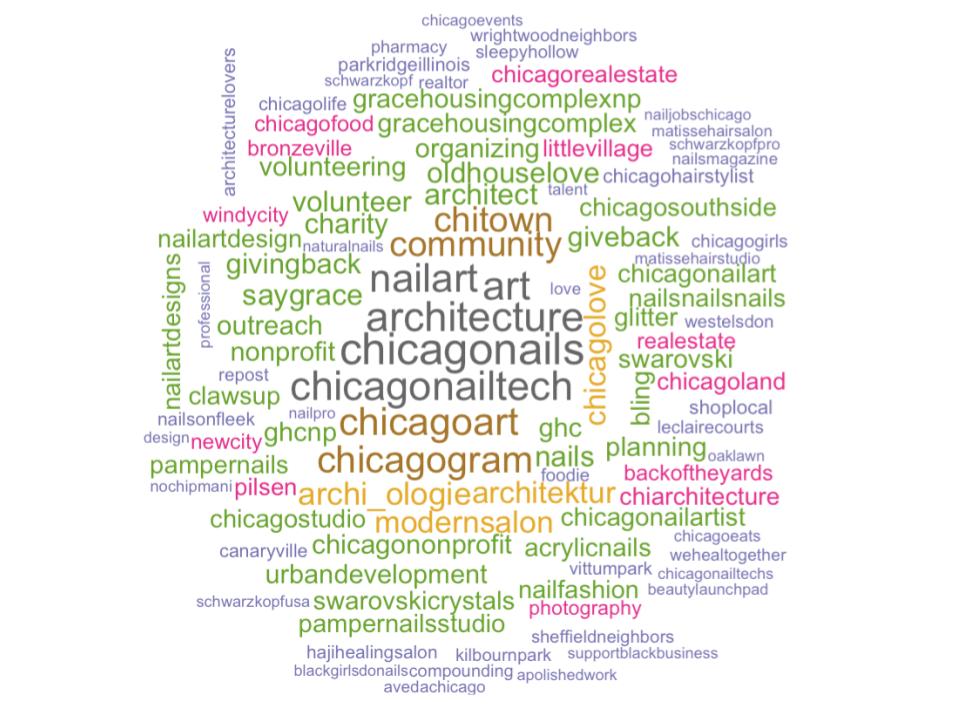 chicagoevents
wrightwoodneighbors
pharmacy
sleepyhollow
architecturelovers
parkridgeillinois
schwarzkopf
realtor
chicagorealestate
chicagolife
gracehousingcomplexnp
nailjobschicago
chicagofood
gracehousingcomplex
matissehairsalon
bronzeville
organizing
littlevillage
schwarzkopfpro
nailsmagazine
volunteering
oldhouselove
chicagohairstylist
volunteer
architect
talent
windycity
charity
chitown
chicagosouthside
nailartdesign
naturalnails
community
giveback
chicagogirls
matissehairstudio
nailartdesigns
professional
givingback
nailart
art
love
chicagolove
chicagonailart
saygrace
nailsnailsnails
outreach
architecture
glitter
westelsdon
nonprofit
chicagonails
realestate
swarovski
repost
chicagonailtech
bling
chicagoland
clawsup
nailsonfleek
nailpro
chicagoart
ghc
shoplocal
leclairecourts
design
newcity
ghcnp
planning
oaklawn
pampernails
chicagogram
nails
backoftheyards
foodie
nochipmani
pilsen
archi_ologie
architektur
chiarchitecture
chicagostudio
modernsalon
chicagonailartist
canaryville
chicagononprofit
acrylicnails
chicagoeats
wehealtogether
urbandevelopment
vittumpark
chicagonailtechs
nailfashion
beautylaunchpad
schwarzkopfusa
swarovskicrystals
photography
pampernailsstudio
sheffieldneighbors
hajihealingsalon
kilbournpark
supportblackbusiness
blackgirlsdonails
compounding
apolishedwork
avedachicago